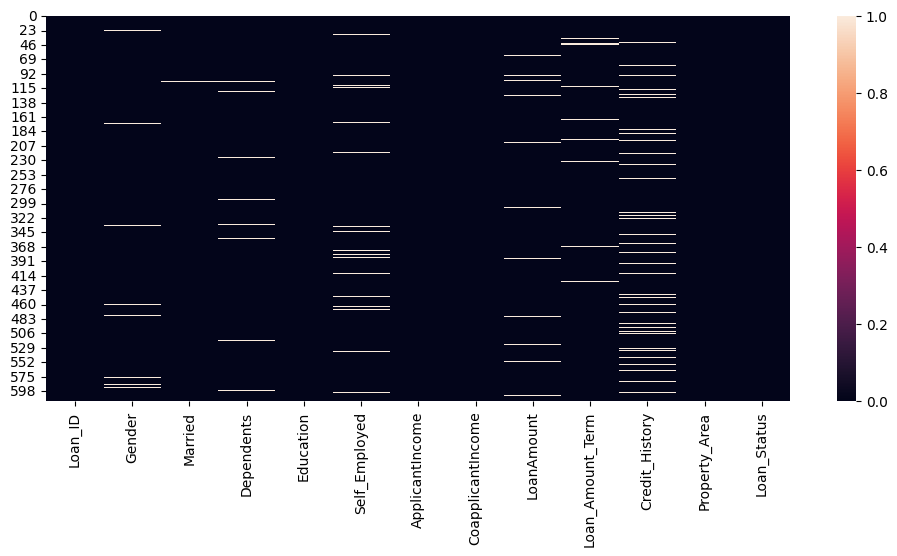 0
23
46
69
92
115
138
161
184
207
230
253
276
299
322
345
368
391
414
437
460
483
506
529
552
575
598
Loan_ID
Gender
Married
Dependents
Education
Self_Employed
ApplicantIncome
CoapplicantIncome
LoanAmount
Loan_Amount_Term
Credit_History
Property_Area
Loan_Status
1.0
0.8
0.6
0.4
0.2
0.0